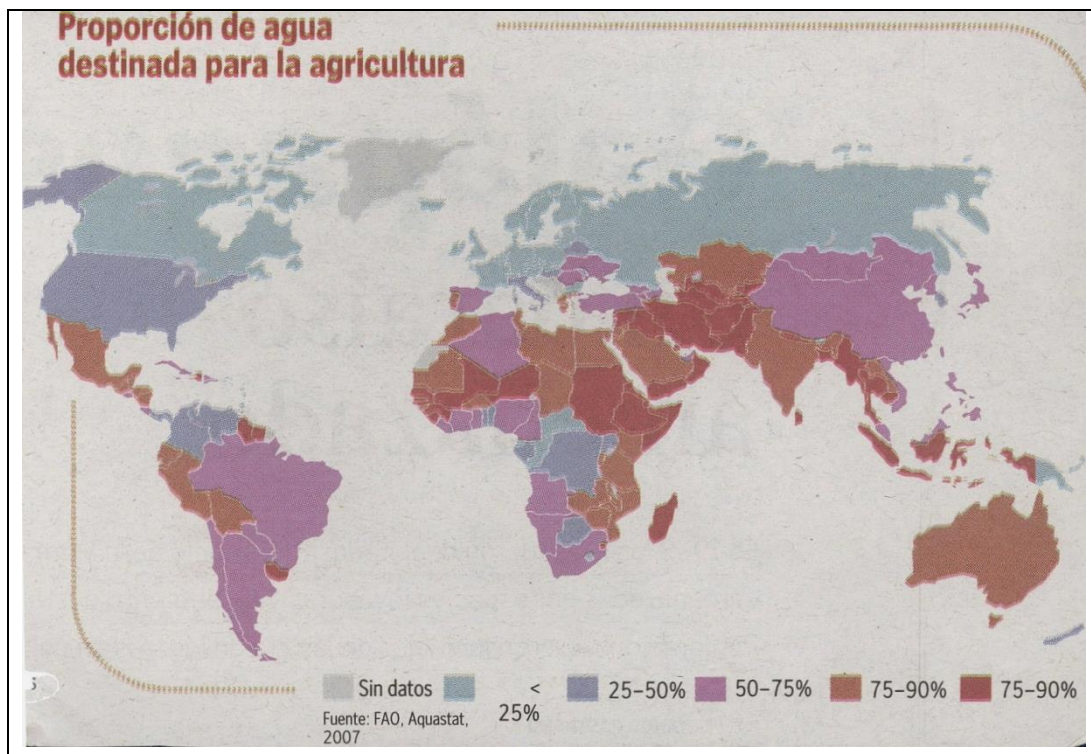 Proporción de agua
destinada para la agricultura
Sin datos
< 25%
25–50%
50–75%
75–90%
75–90%
Fuente: FAO, Aquastat,
2007